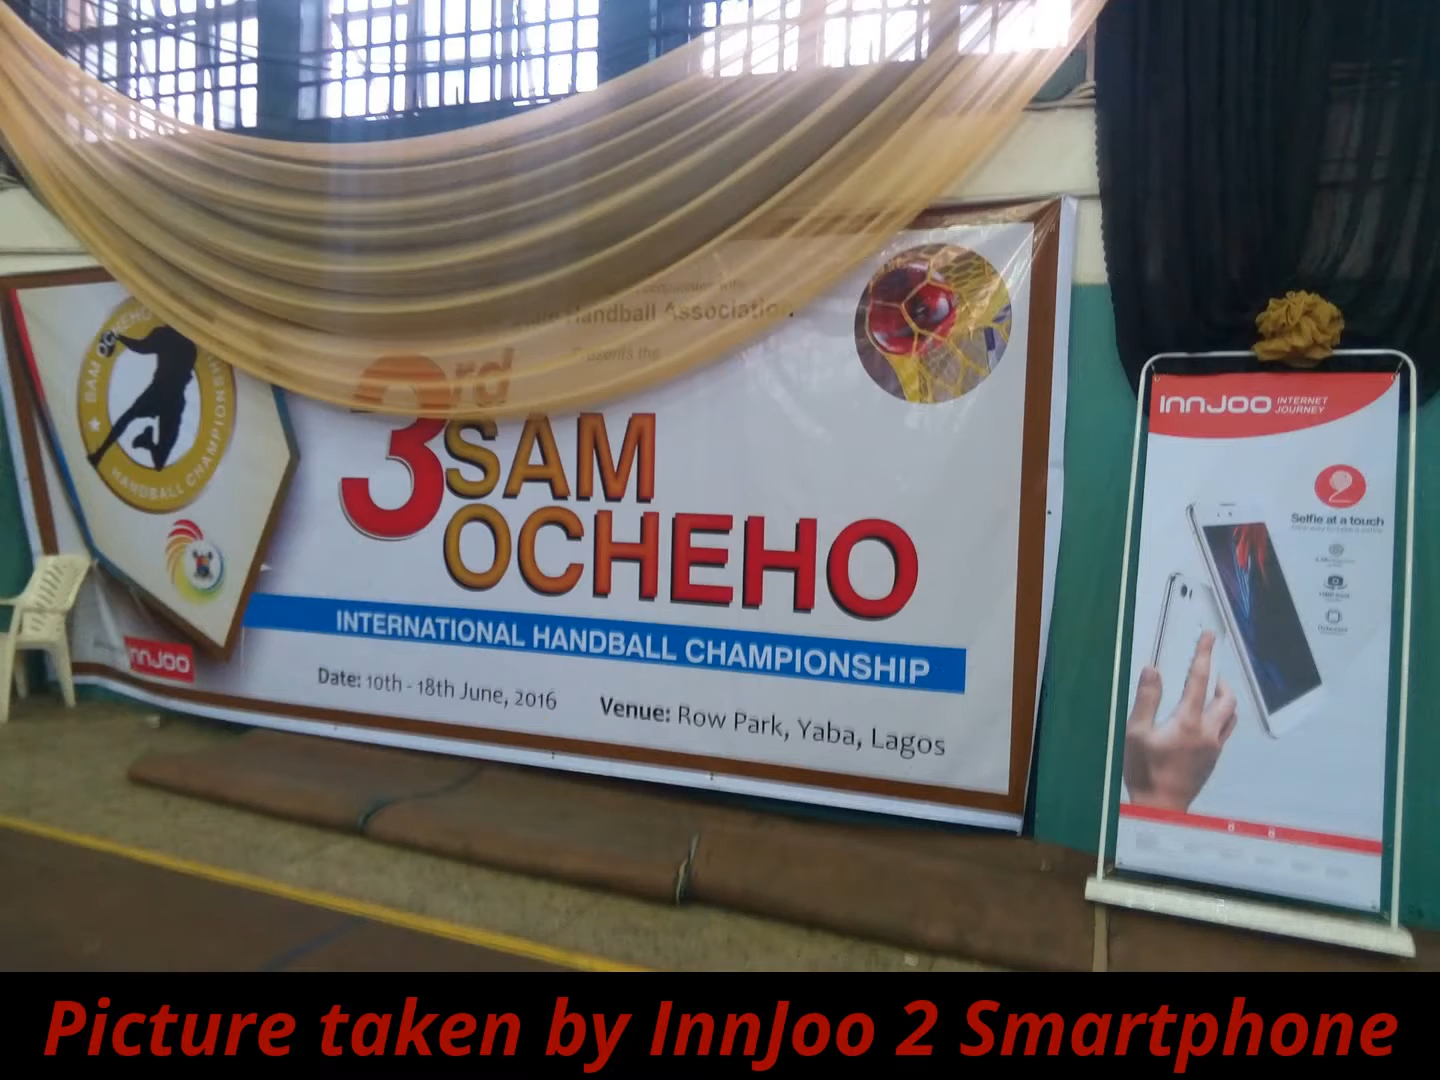 Handball Association
3rd
SAM
OCHEHO
INTERNATIONAL HANDBALL CHAMPIONSHIP
Date: 10th - 18th June, 2016 Venue: Row Park, Yaba, Lagos
SAM OCHEHO
HANDBALL CHAMPIONSHIP
InnJoo
InnJoo INTERNET
JOURNEY
2
Selfie at a touch
Picture taken by InnJoo 2 Smartphone